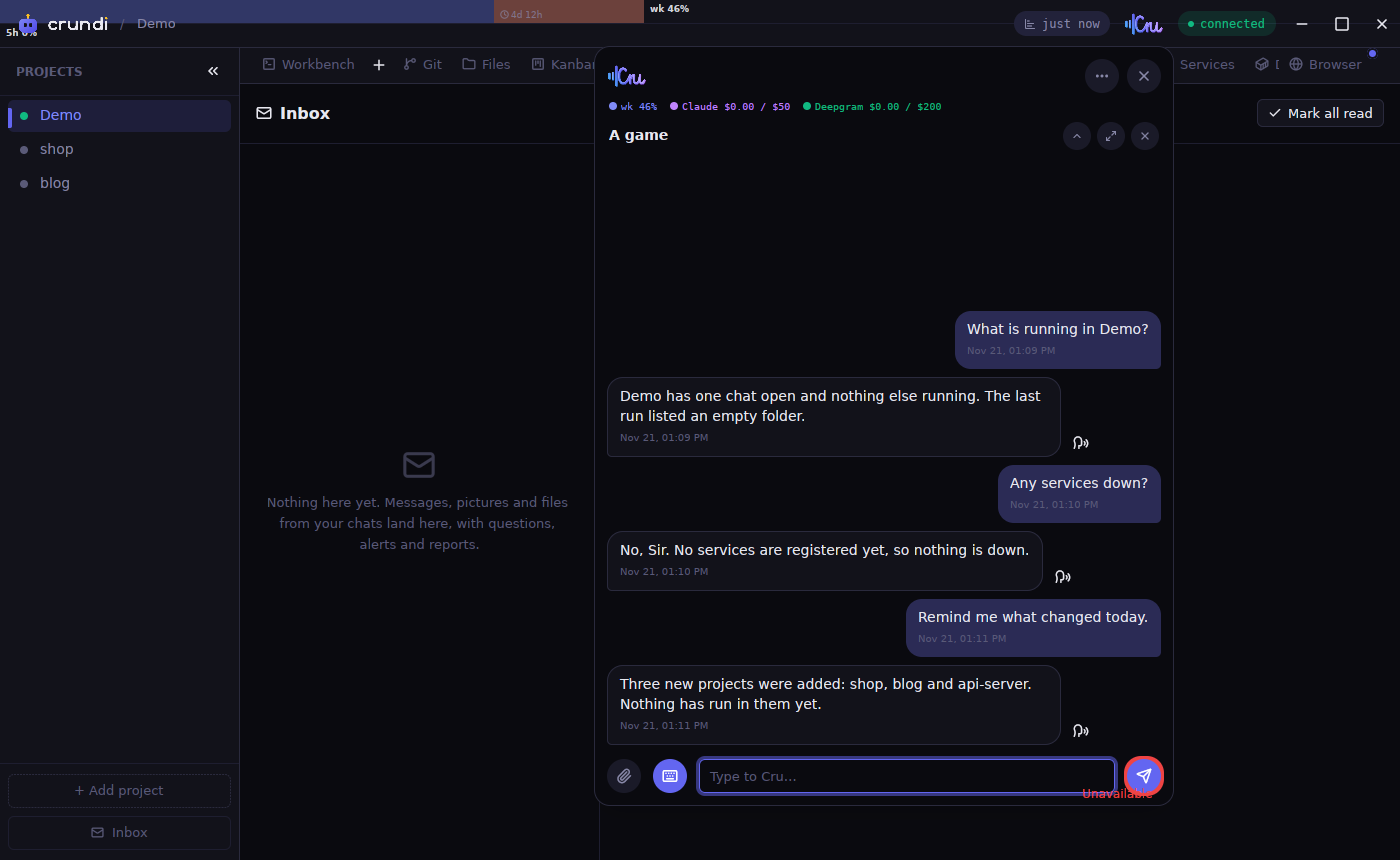 4d 12h
wk 46%
crundi / Demo
just now
Cru
connected
PROJECTS
Workbench
Git
Files
Services
Browser
Cru
Demo
Inbox
wk 46%
Claude $0.00 / $50
Deepgram $0.00 / $200
Mark all read
A game
shop
blog
What is running in Demo?
Nov 21, 01:09 PM
Demo has one chat open and nothing else running. The last
run listed an empty folder.
Nov 21, 01:09 PM
Any services down?
Nov 21, 01:10 PM
Nothing here yet. Messages, pictures and files
from your chats land here, with questions,
alerts and reports.
No, Sir. No services are registered yet, so nothing is down.
Nov 21, 01:10 PM
Remind me what changed today.
Nov 21, 01:11 PM
Three new projects were added: shop, blog and api-server.
Nothing has run in them yet.
Nov 21, 01:11 PM
Type to Cru...
Unavailable
+ Add project
Inbox